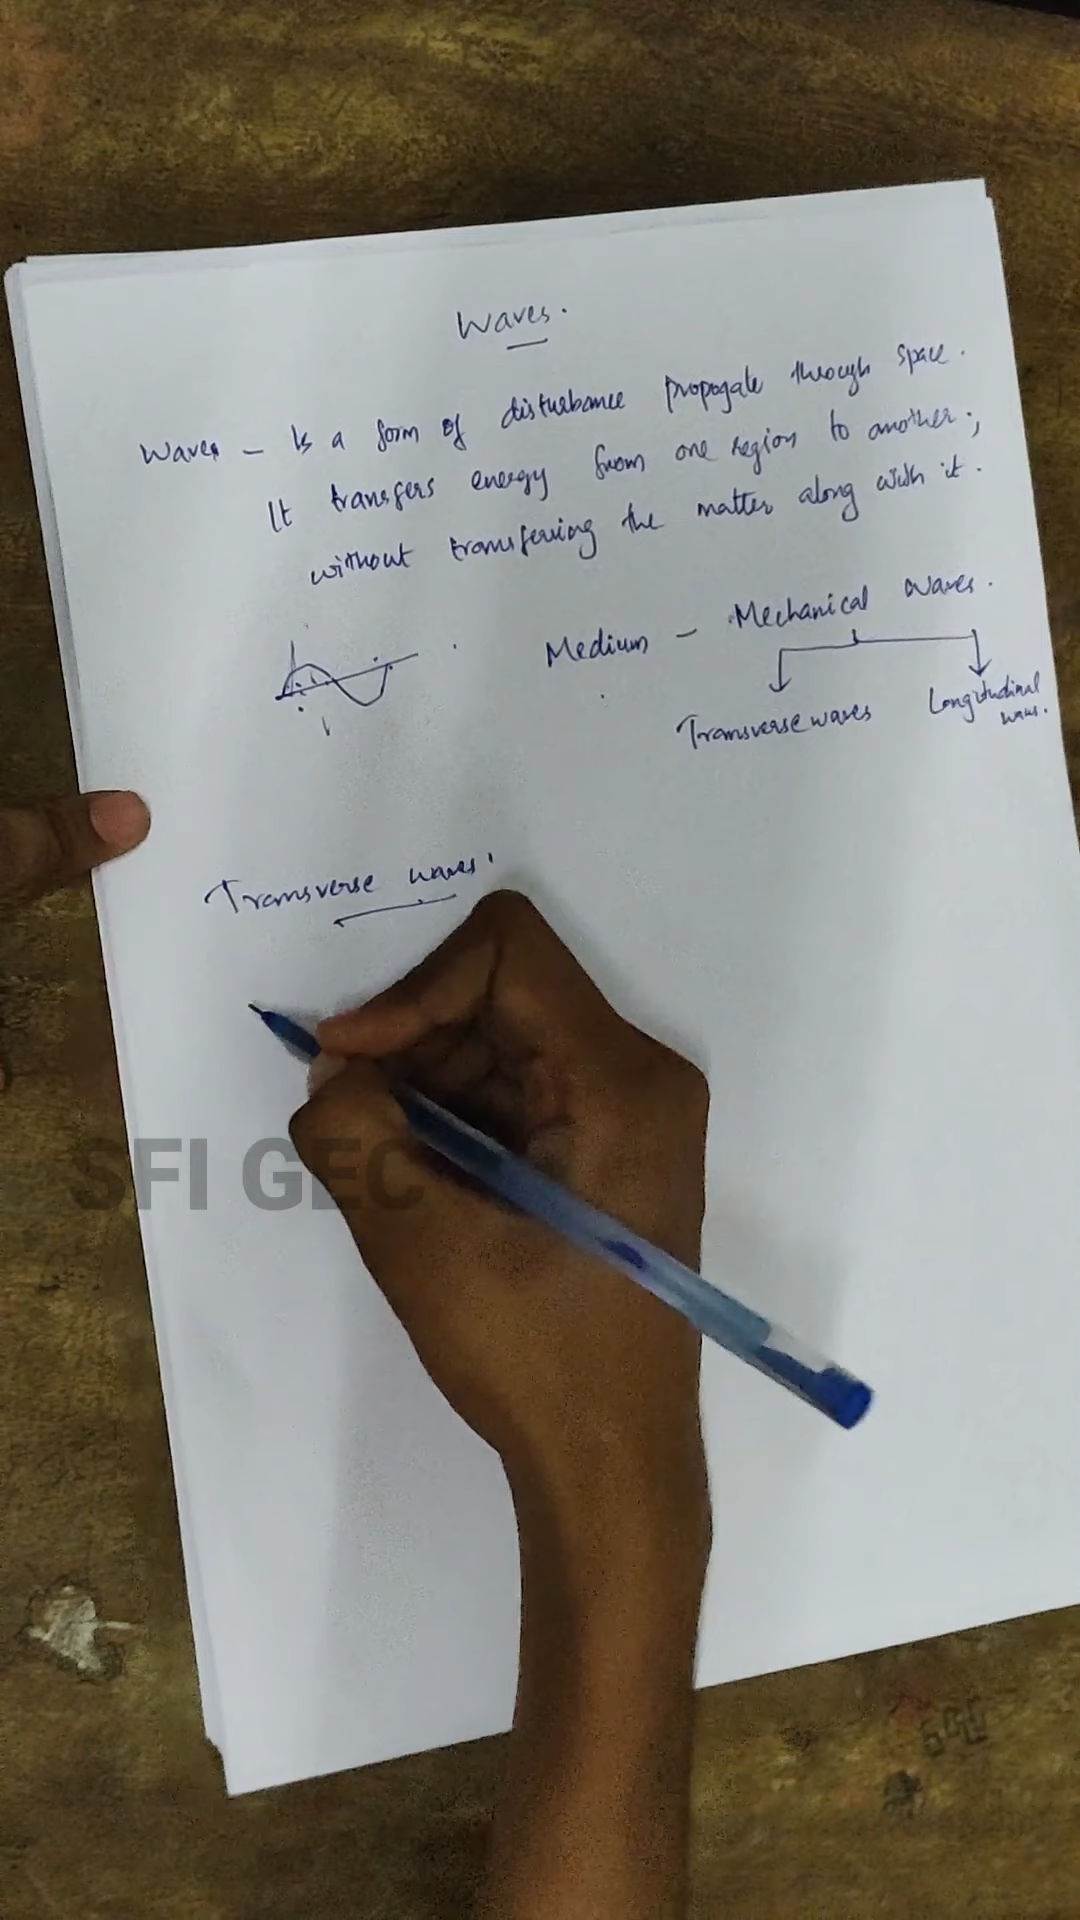 Waves.
Waves - Is a form of disturbance propogate through space.
It transfers energy from one region to another;
without transfering the matter along with it.
Medium - Mechanical Waves.
Transverse waves
Longitudinal
waves.
Transverse waves
SFI GEC